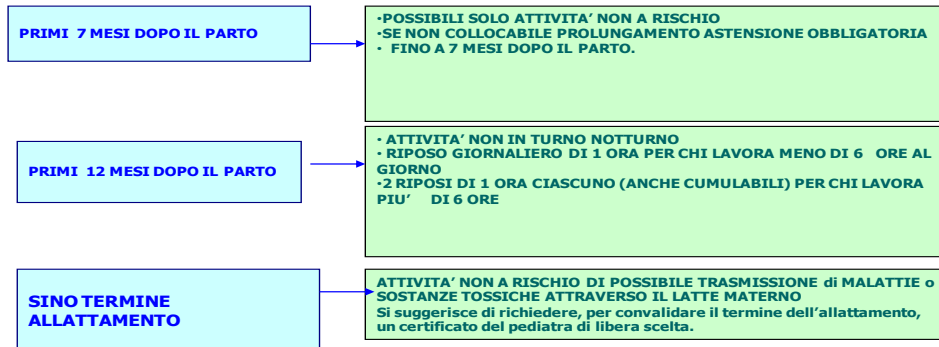 PRIMI 7 MESI DOPO IL PARTO
•POSSIBILI SOLO ATTIVITA’ NON A RISCHIO
•SE NON COLLOCABILE PROLUNGAMENTO ASTENSIONE OBBLIGATORIA
• FINO A 7 MESI DOPO IL PARTO.
PRIMI 12 MESI DOPO IL PARTO
• ATTIVITA’ NON IN TURNO NOTTURNO
• RIPOSO GIORNALIERO DI 1 ORA PER CHI LAVORA MENO DI 6 ORE AL
GIORNO
•2 RIPOSI DI 1 ORA CIASCUNO (ANCHE CUMULABILI) PER CHI LAVORA
PIU’ DI 6 ORE
SINO TERMINE
ALLATTAMENTO
ATTIVITA’ NON A RISCHIO DI POSSIBILE TRASMISSIONE di MALATTIE o
SOSTANZE TOSSICHE ATTRAVERSO IL LATTE MATERNO
Si suggerisce di richiedere, per convalidare il termine dell’allattamento,
un certificato del pediatra di libera scelta.